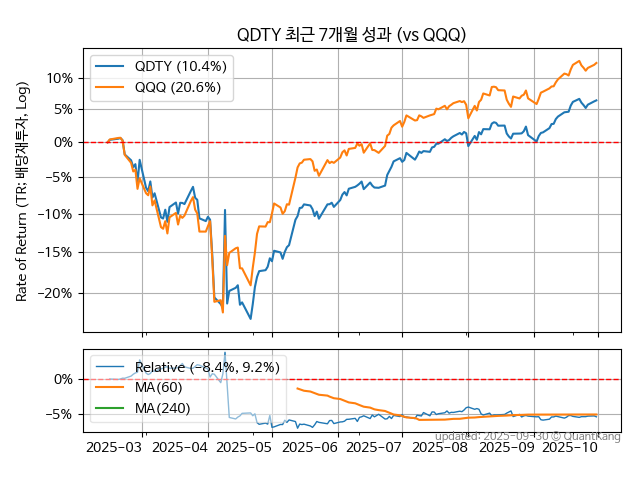 QDTY 최근 7개월 성과 (vs QQQ)
QDTY (10.4%)
QQQ (20.6%)
Rate of Return (TR: 배당재투자, Log)
10%
5%
0%
−5%
−10%
−15%
−20%
Relative (−8.4%, 9.2%)
MA(60)
MA(240)
0%
−5%
updated: 2025-09-30 © QuantKang
2025-03 2025-04 2025-05 2025-06 2025-07 2025-08 2025-09 2025-10